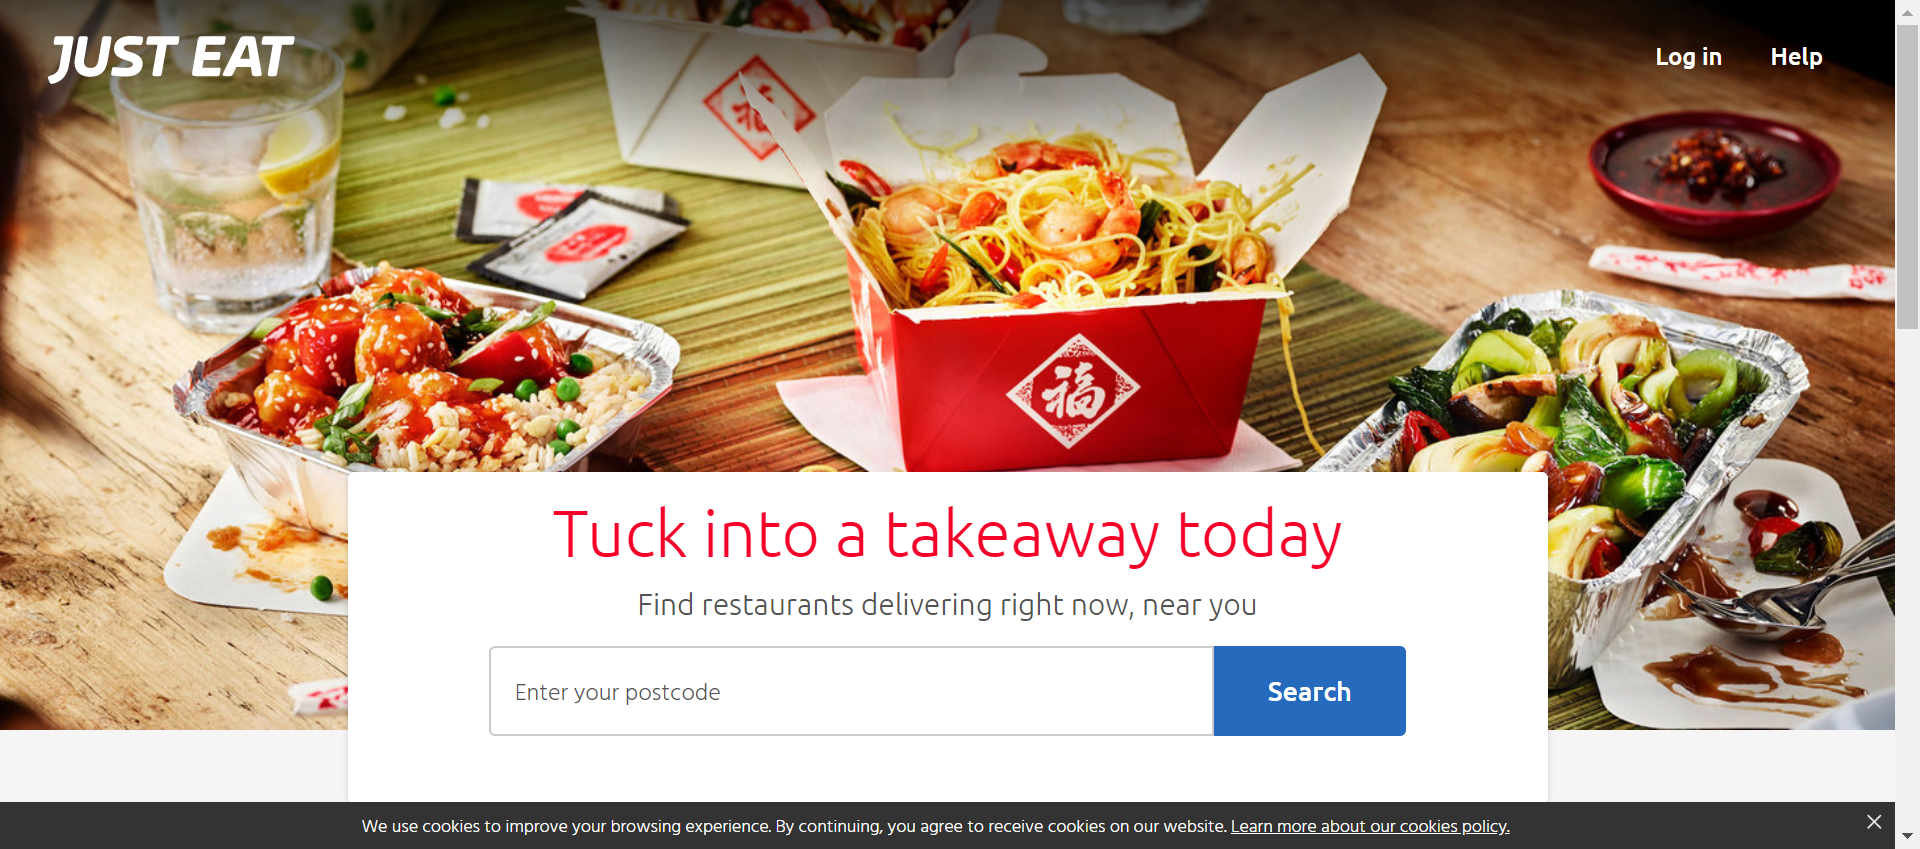 JUST EAT
Log in
Help
福
福
Tuck into a takeaway today
Find restaurants delivering right now, near you
Enter your postcode
Search
We use cookies to improve your browsing experience. By continuing, you agree to receive cookies on our website. Learn more about our cookies policy.